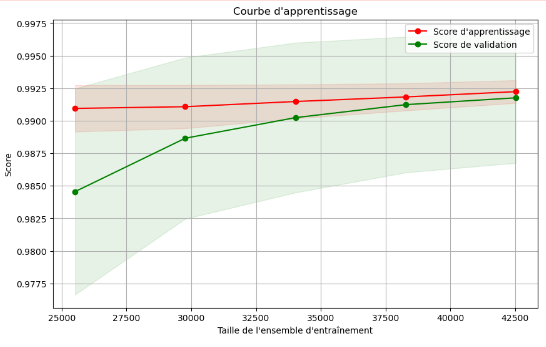 Courbe d'apprentissage
Score d'apprentissage
Score de validation
0.9975
0.9950
0.9925
0.9900
0.9875
0.9850
0.9825
0.9800
0.9775
Score
25000 27500 30000 32500 35000 37500 40000 42500
Taille de l'ensemble d'entraînement